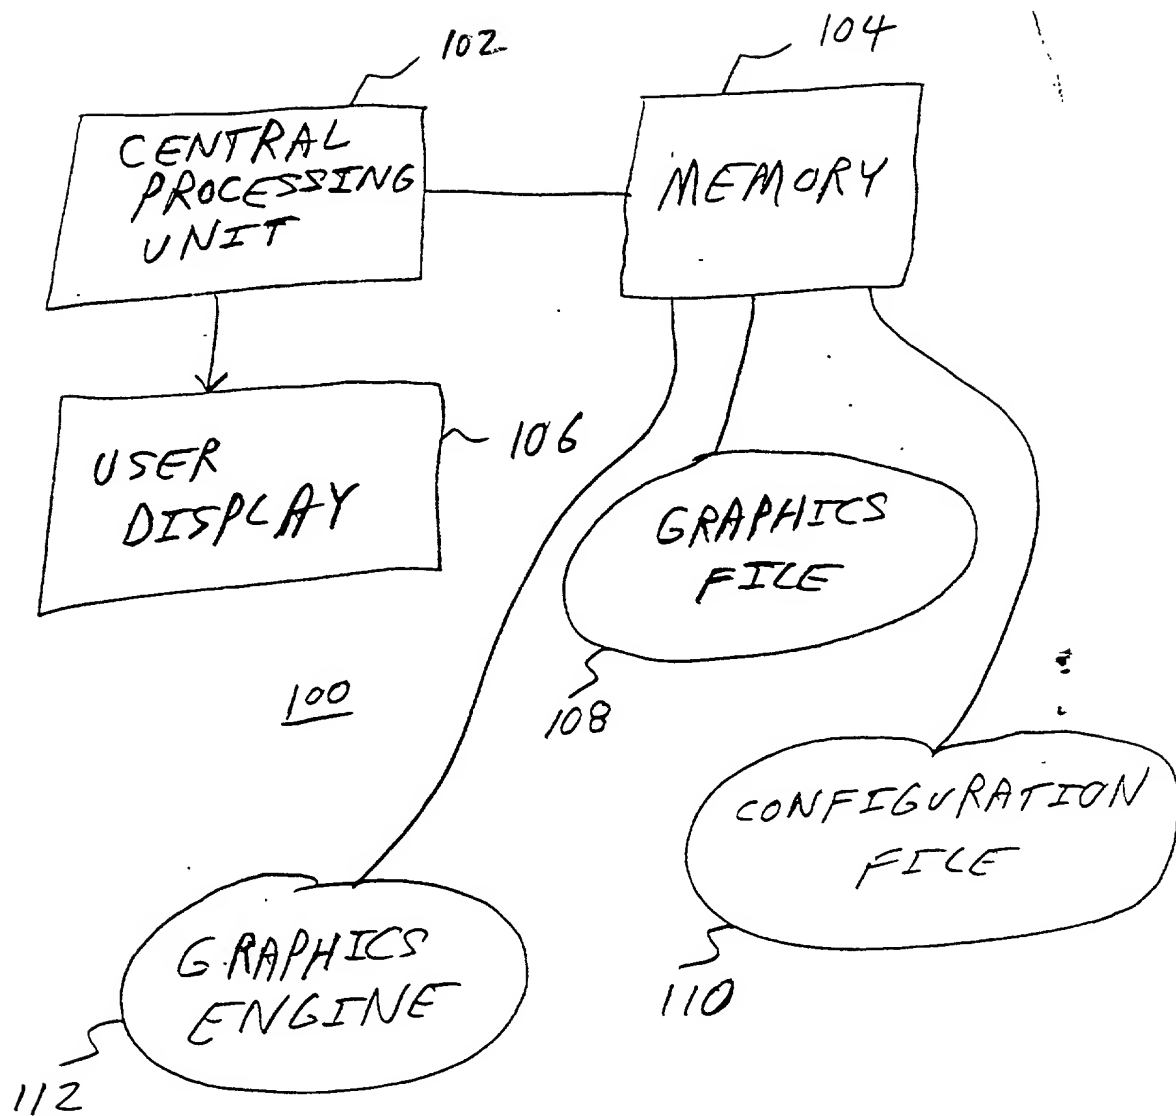 102
104
CENTRAL
PROCESSING
UNIT
MEMORY
USER
DISPLAY
106
GRAPHICS
FILE
100
108
CONFIGURATION
FILE
110
GRAPHICS
ENGINE
112